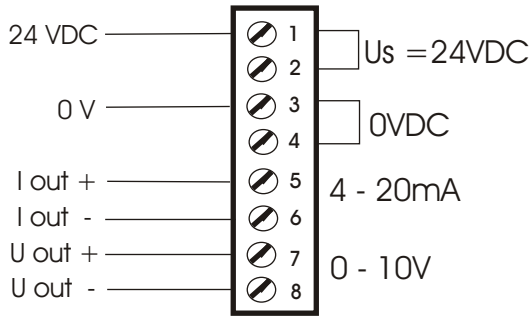 24 VDC
1
2
Us = 24VDC
0 V
3
4
0VDC
I out +
5
I out -
6
4 - 20mA
U out +
7
U out -
8
0 - 10V